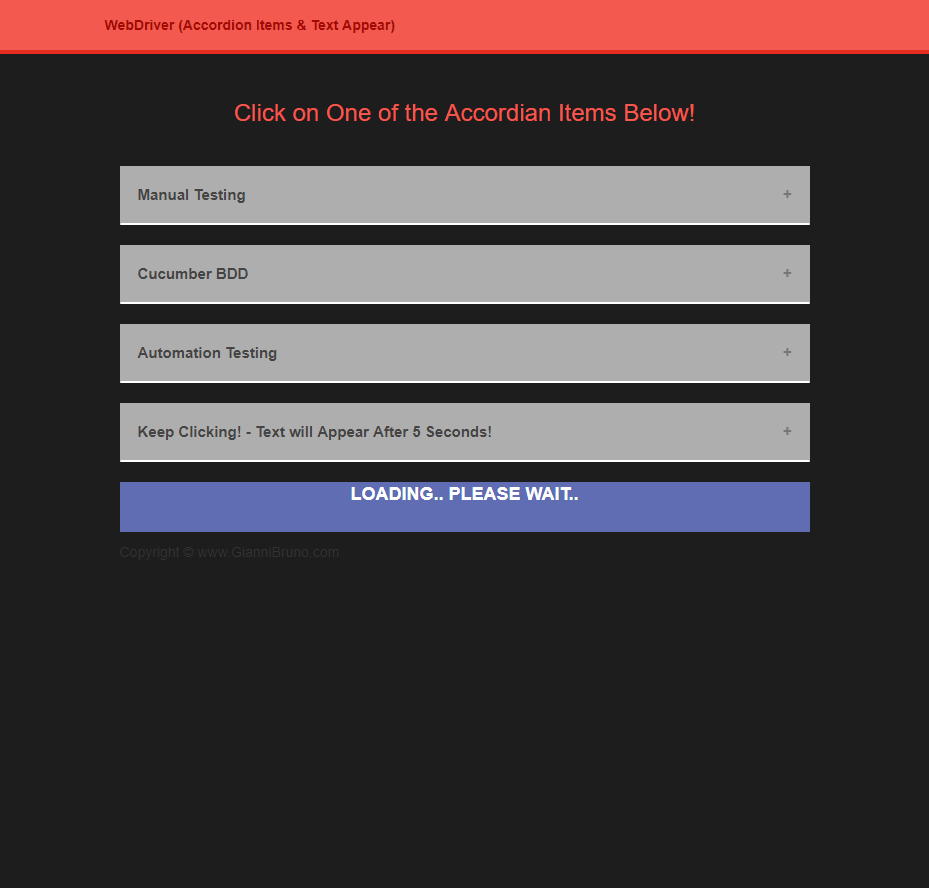 WebDriver (Accordion Items & Text Appear)
Click on One of the Accordian Items Below!
Manual Testing +
Cucumber BDD +
Automation Testing +
Keep Clicking! - Text will Appear After 5 Seconds! +
LOADING.. PLEASE WAIT..
Copyright © www.GianniBruno.com